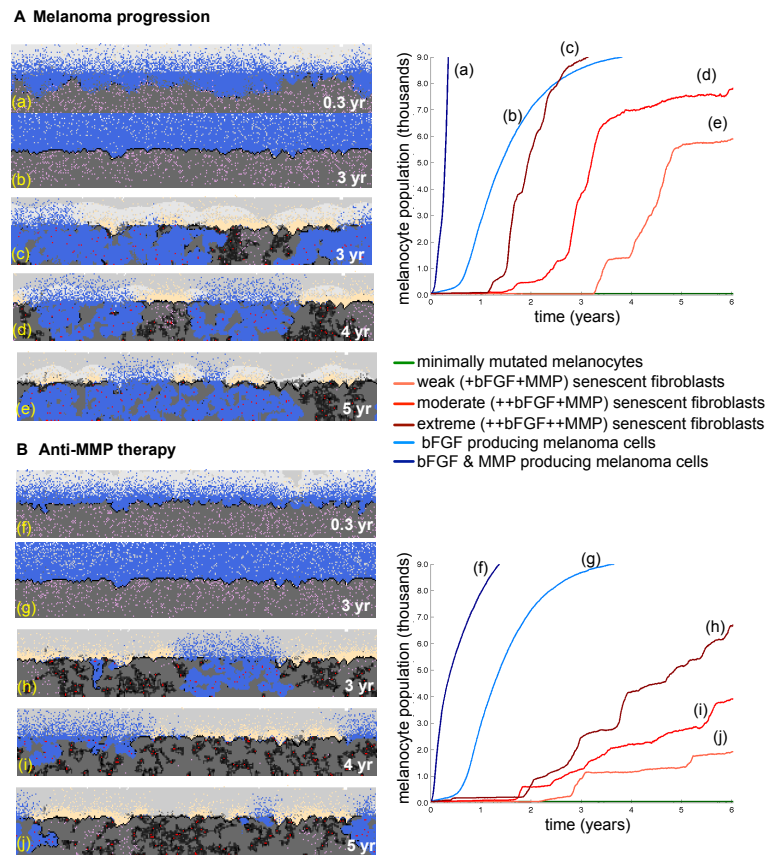 A Melanoma progression
(a)
0.3 yr
(b)
3 yr
(c)
3 yr
(d)
4 yr
(e)
5 yr
melanocyte population (thousands)
9.0
8.0
7.0
6.0
5.0
4.0
3.0
2.0
1.0
0.0
0
1
2
3
4
5
6
time (years)
(a)
(b)
(c)
(d)
(e)
minimally mutated melanocytes
weak (+bFGF+MMP) senescent fibroblasts
moderate (++bFGF+MMP) senescent fibroblasts
extreme (++bFGF++MMP) senescent fibroblasts
bFGF producing melanoma cells
bFGF & MMP producing melanoma cells
B Anti-MMP therapy
(f)
0.3 yr
(g)
3 yr
(h)
3 yr
(i)
4 yr
(j)
5 yr
melanocyte population (thousands)
9.0
8.0
7.0
6.0
5.0
4.0
3.0
2.0
1.0
0.0
0
1
2
3
4
5
6
time (years)
(f)
(g)
(h)
(i)
(j)